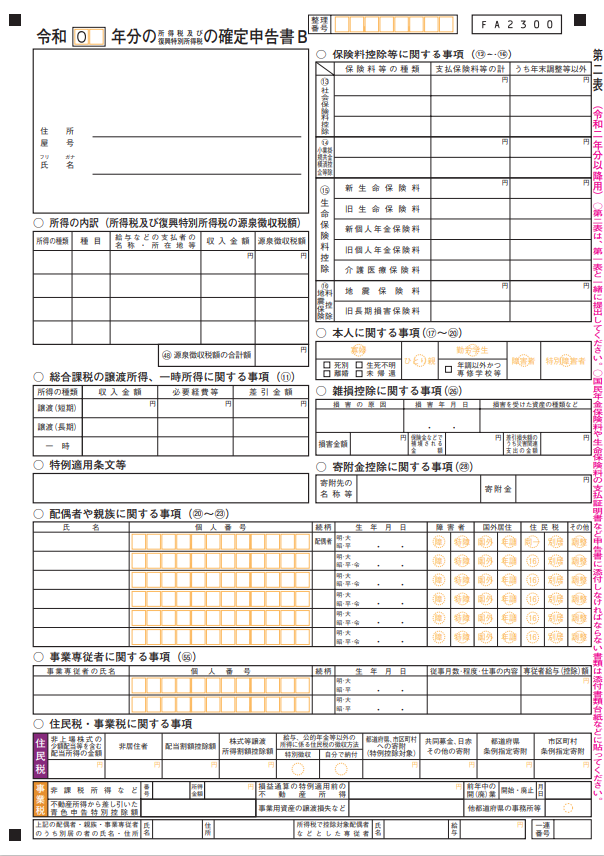 令和 0 年分の 所得税及び 復興特別所得税 の確定申告書B
整理番号
FA2300
第二表
(令和二年分以降用)
○第二表は、第一表と一緒に提出してください。○国民年金保険料や生命保険料の支払証明書など申告書に添付しなければならない書類は添付書類台紙などに貼ってください。
住 所
屋 号
フリ ガナ
氏 名
○ 保険料控除等に関する事項(⑬~⑯)
保険料等の種類 支払保険料等の計 うち年末調整等以外
⑬社会保険料控除 円 円
⑭小規模企業共済等掛金控除 円 円
⑮生命保険料控除
新生命保険料 円 円
旧生命保険料
新個人年金保険料
旧個人年金保険料
介護医療保険料
⑯地震保険料控除
地震保険料 円 円
旧長期損害保険料
○ 所得の内訳(所得税及び復興特別所得税の源泉徴収税額)
所得の種類 種目 給与などの支払者の名称・所在地等 収入金額 源泉徴収税額
円 円
㊽ 源泉徴収税額の合計額 円
○ 本人に関する事項(⑰~⑳)
寡婦 ひとり親 勤労学生 障害者 特別障害者
□ 死別 □ 生死不明
□ 離婚 □ 未帰還
□ 年調以外かつ専修学校等
○ 総合課税の譲渡所得、一時所得に関する事項(⑪)
所得の種類 収入金額 必要経費等 差引金額
譲渡(短期) 円 円 円
譲渡(長期)
一時
○ 雑損控除に関する事項(㉖)
損害の原因 損害年月日 損害を受けた資産の種類など
. .
損害金額 円 保険金などで補塡される金額 円 差引損失額のうち災害関連支出の金額 円
○ 特例適用条文等
○ 寄附金控除に関する事項(㉘)
寄附先の名称等 寄附金 円
○ 配偶者や親族に関する事項(⑳~㉓)
氏名 個人番号 続柄 生年月日 障害者 国外居住 住民税 その他
配偶者 明・大 昭・平 . . 障 特障 国外 年調 同一 別居 調整
明・大 昭・平・令 . . 障 特障 国外 年調 16 別居 調整
明・大 昭・平・令 . . 障 特障 国外 年調 16 別居 調整
明・大 昭・平・令 . . 障 特障 国外 年調 16 別居 調整
明・大 昭・平・令 . . 障 特障 国外 年調 16 別居 調整
明・大 昭・平・令 . . 障 特障 国外 年調 16 別居 調整
○ 事業専従者に関する事項(㊺)
事業専従者の氏名 個人番号 続柄 生年月日 従事月数・程度・仕事の内容 専従者給与(控除)額
明・大 昭・平 . . 円
明・大 昭・平 . .
○ 住民税・事業税に関する事項
住民税
非上場株式の少額配当等を含む配当所得の金額 非居住者 配当割額控除額 株式等譲渡所得割額控除額 給与、公的年金等以外の所得に係る住民税の徴収方法 特別徴収 自分で納付 都道府県、市区町村への寄附(特例控除対象) 共同募金、日赤その他の寄附 都道府県条例指定寄附 市区町村条例指定寄附
円 円 円 円 円 円 円 円
事業税
非課税所得など 番号 所得金額 円 損益通算の特例適用前の不動産所得 円 前年中の開(廃)業 開始・廃止 月日
不動産所得から差し引いた青色申告特別控除額 円 事業用資産の譲渡損失など 他都道府県の事務所等
上記の配偶者・親族・事業専従者のうち別居の者の氏名・住所 氏名 住所 所得税で控除対象配偶者などとした専従者 氏名 給与 円 一連番号